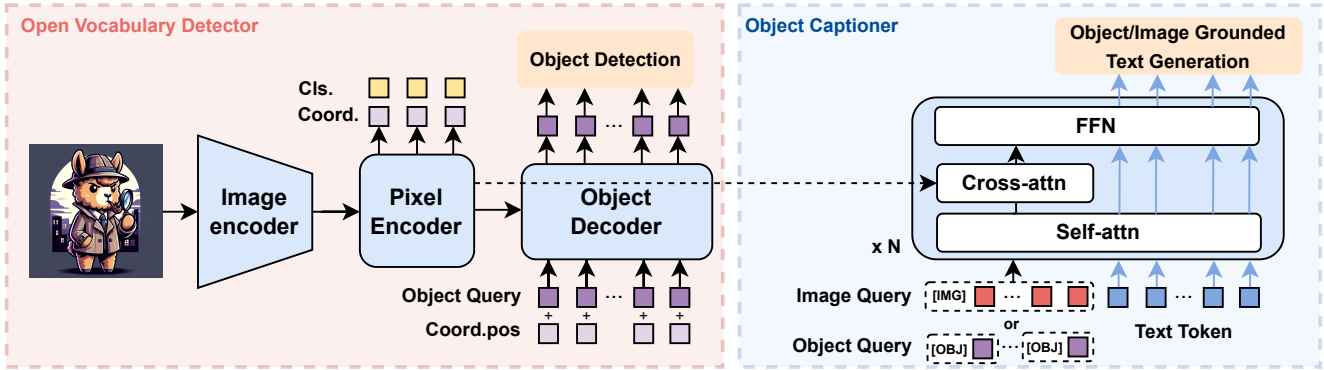 Open Vocabulary Detector
Object Detection
Cls.
Coord.
...
Image
encoder
Pixel
Encoder
Object
Decoder
Object Query
...
+ + + +
Coord.pos
Object Captioner
Object/Image Grounded
Text Generation
...
FFN
Cross-attn
Self-attn
x N
Image Query
[IMG] ...
...
or
Object Query
[OBJ] ... [OBJ]
Text Token